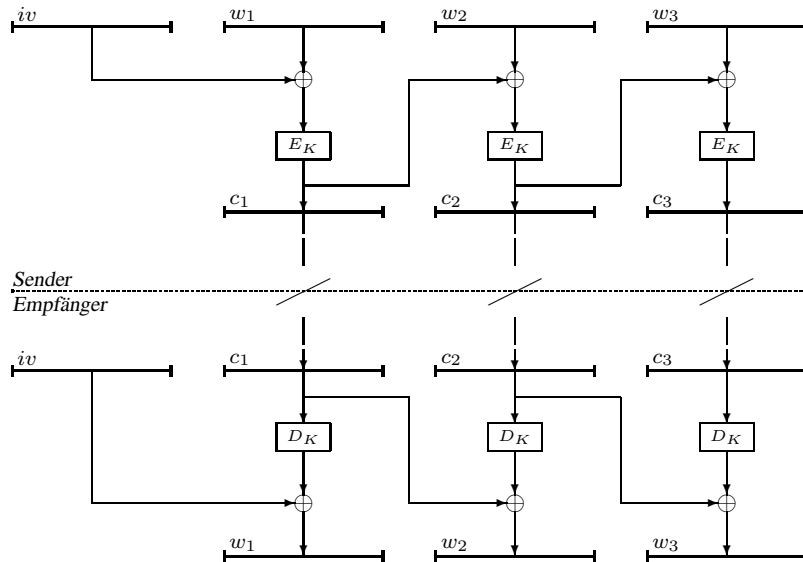 iv w₁ w₂ w₃
⊕ ⊕ ⊕
E_K E_K E_K
c₁ c₂ c₃
Sender
Empfänger
iv c₁ c₂ c₃
D_K D_K D_K
⊕ ⊕ ⊕
w₁ w₂ w₃